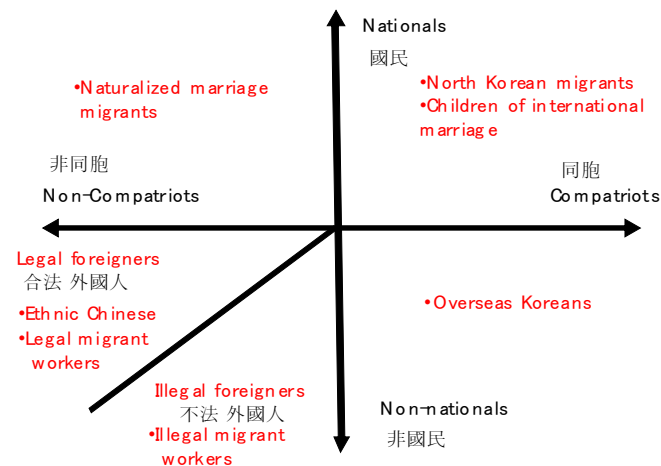 Nationals
國民
•Naturalized marriage
migrants
•North Korean migrants
•Children of international
marriage
非同胞
Non-Compatriots
同胞
Compatriots
Legal foreigners
合法 外國人
•Ethnic Chinese
•Legal migrant
workers
•Overseas Koreans
Illegal foreigners
不法 外國人
•Illegal migrant
workers
Non-nationals
非國民